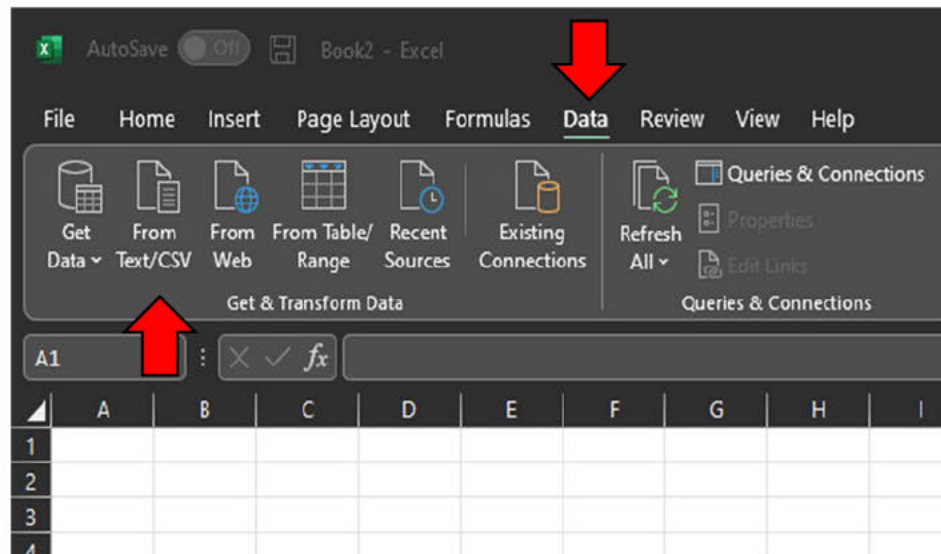 AutoSave Off Book2 - Excel
File Home Insert Page Layout Formulas Data Review View Help
Get Data From Text/CSV From Web From Table/ Range Recent Sources Existing Connections Refresh All Queries & Connections
Properties
Edit Links
Get & Transform Data Queries & Connections
A1 fx
A B C D E F G H I
1
2
3
4